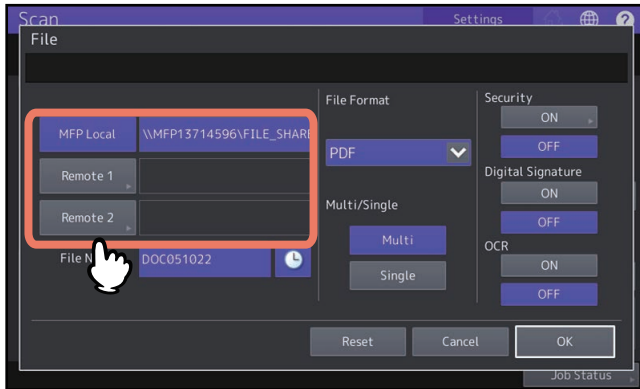 Scan
Settings
File
MFP Local
\\MFP13714596\FILE_SHARE
Remote 1
Remote 2
DOC051022
File Format
PDF
Multi/Single
Multi
Single
Security
ON
OFF
Digital Signature
ON
OFF
OCR
ON
OFF
Reset
Cancel
OK
Job Status